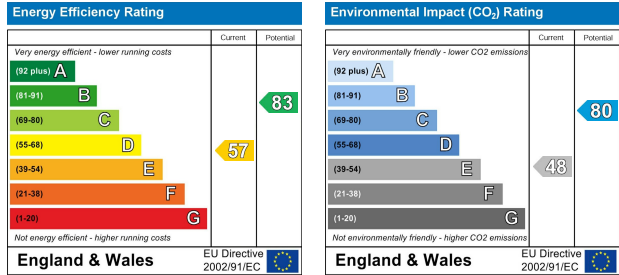 Energy Efficiency Rating
Current Potential
Very energy efficient - lower running costs
(92 plus) A
(81-91) B
83
(69-80) C
(55-68) D
57
(39-54) E
(21-38) F
(1-20) G
Not energy efficient - higher running costs
England & Wales
EU Directive
2002/91/EC
Environmental Impact (CO2) Rating
Current Potential
Very environmentally friendly - lower CO2 emissions
(92 plus) A
(81-91) B
80
(69-80) C
(55-68) D
(39-54) E
48
(21-38) F
(1-20) G
Not environmentally friendly - higher CO2 emissions
England & Wales
EU Directive
2002/91/EC